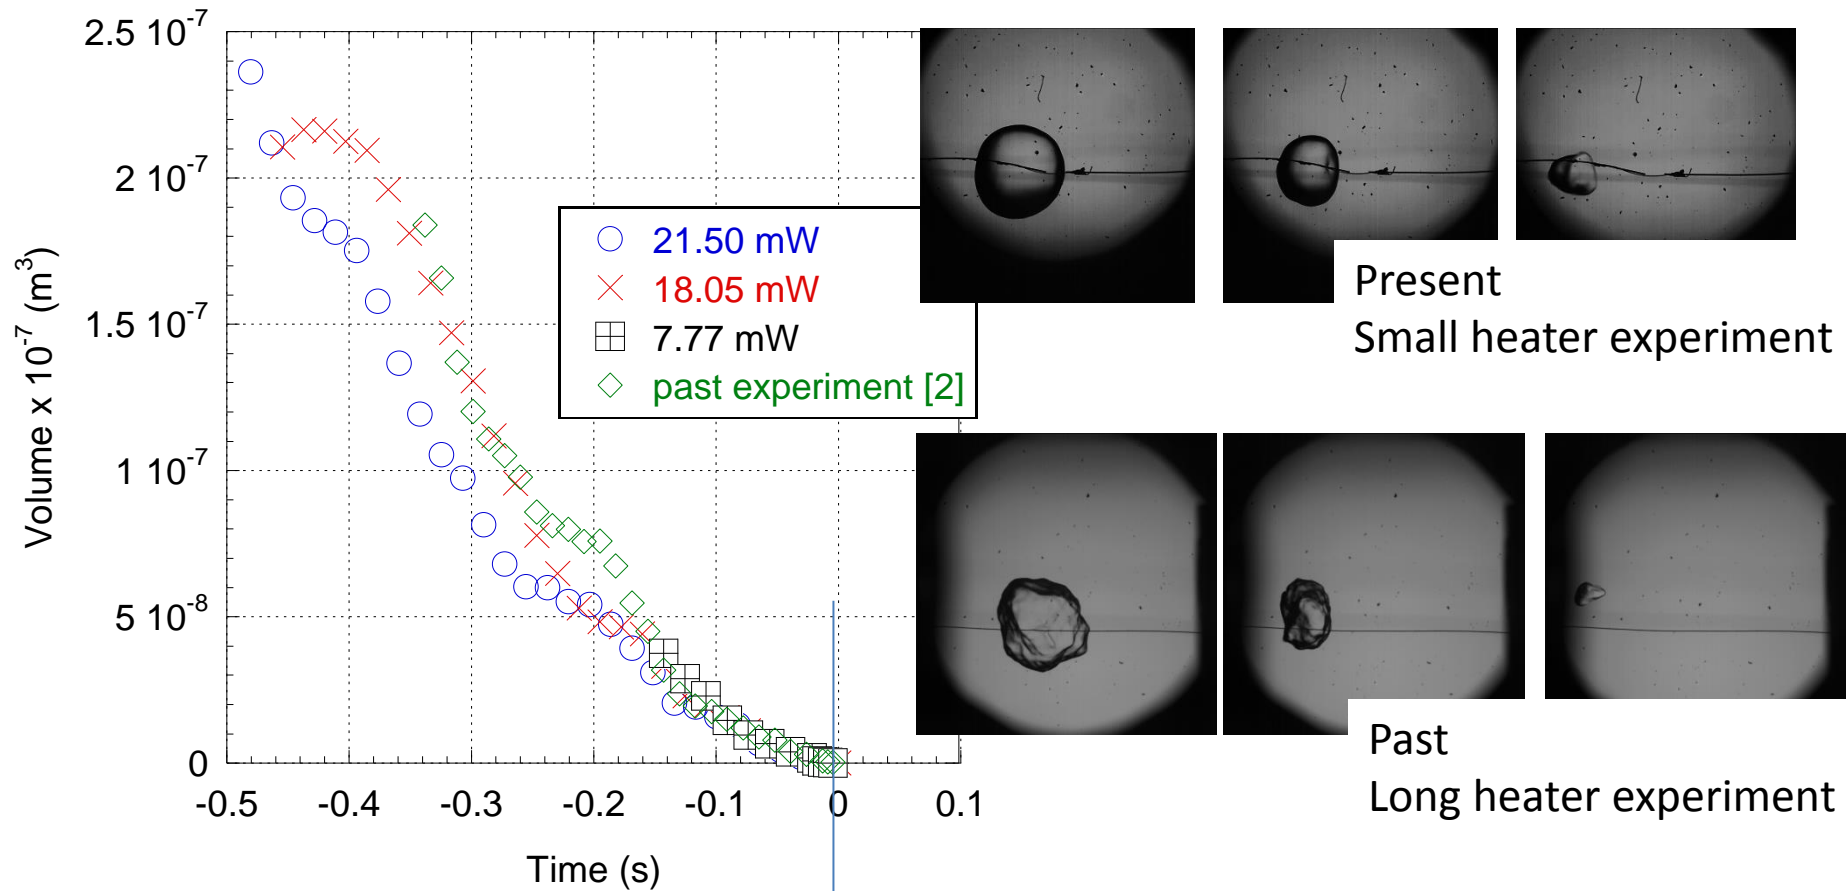 2.5 10-7
2 10-7
1.5 10-7
1 10-7
5 10-8
0
Volume x 10-7 (m3)
-0.5 -0.4 -0.3 -0.2 -0.1 0 0.1
Time (s)
21.50 mW
18.05 mW
7.77 mW
past experiment [2]
Present
Small heater experiment
Past
Long heater experiment